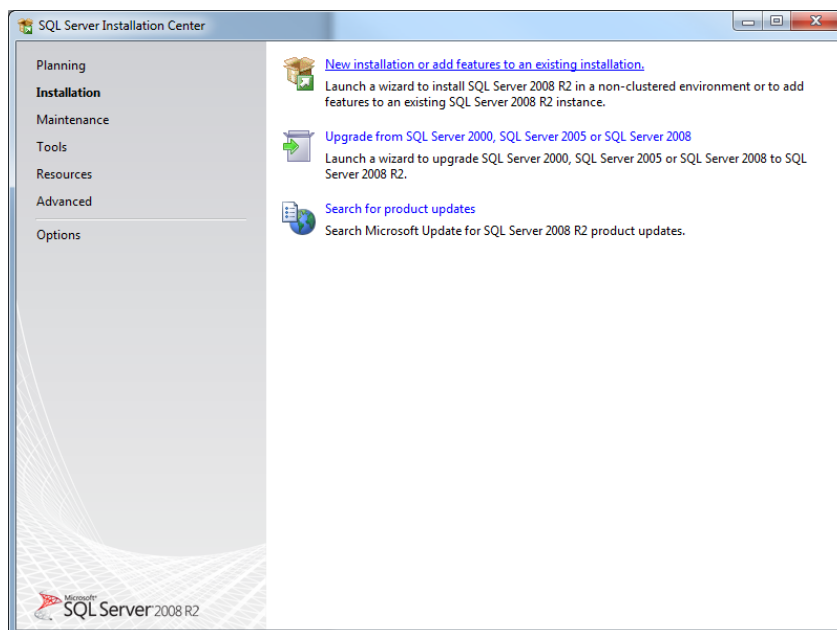 SQL Server Installation Center
Planning
Installation
Maintenance
Tools
Resources
Advanced
Options
New installation or add features to an existing installation.
Launch a wizard to install SQL Server 2008 R2 in a non-clustered environment or to add
features to an existing SQL Server 2008 R2 instance.
Upgrade from SQL Server 2000, SQL Server 2005 or SQL Server 2008
Launch a wizard to upgrade SQL Server 2000, SQL Server 2005 or SQL Server 2008 to SQL
Server 2008 R2.
Search for product updates
Search Microsoft Update for SQL Server 2008 R2 product updates.
Microsoft®
SQL Server 2008 R2